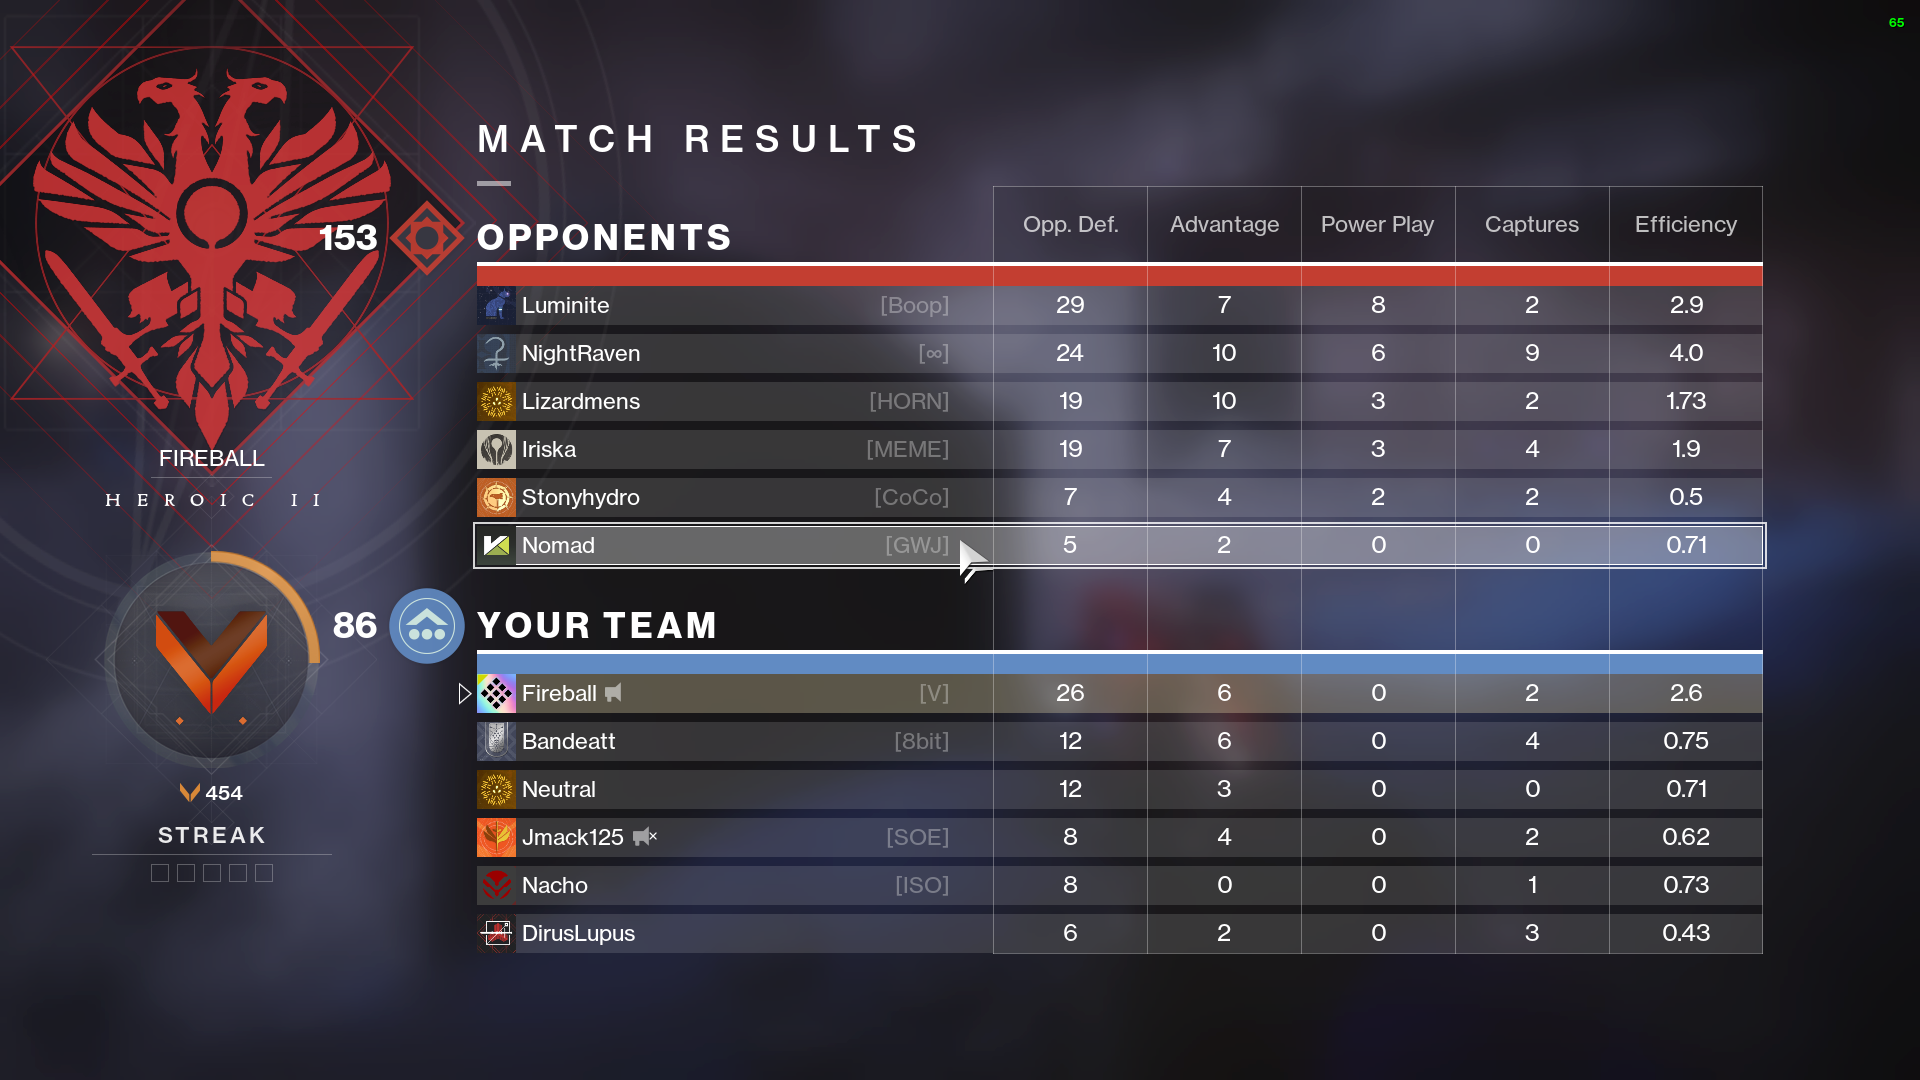 65
MATCH RESULTS
Opp. Def. Advantage Power Play Captures Efficiency
153 OPPONENTS
Luminite [Boop] 29 7 8 2 2.9
NightRaven [∞] 24 10 6 9 4.0
Lizardmens [HORN] 19 10 3 2 1.73
Iriska [MEME] 19 7 3 4 1.9
Stonyhydro [CoCo] 7 4 2 2 0.5
Nomad [GWJ] 5 2 0 0 0.71
86 YOUR TEAM
Fireball [V] 26 6 0 2 2.6
Bandeatt [8bit] 12 6 0 4 0.75
Neutral 12 3 0 0 0.71
Jmack125 [SOE] 8 4 0 2 0.62
Nacho [ISO] 8 0 0 1 0.73
DirusLupus 6 2 0 3 0.43
FIREBALL
HEROIC II
454
STREAK